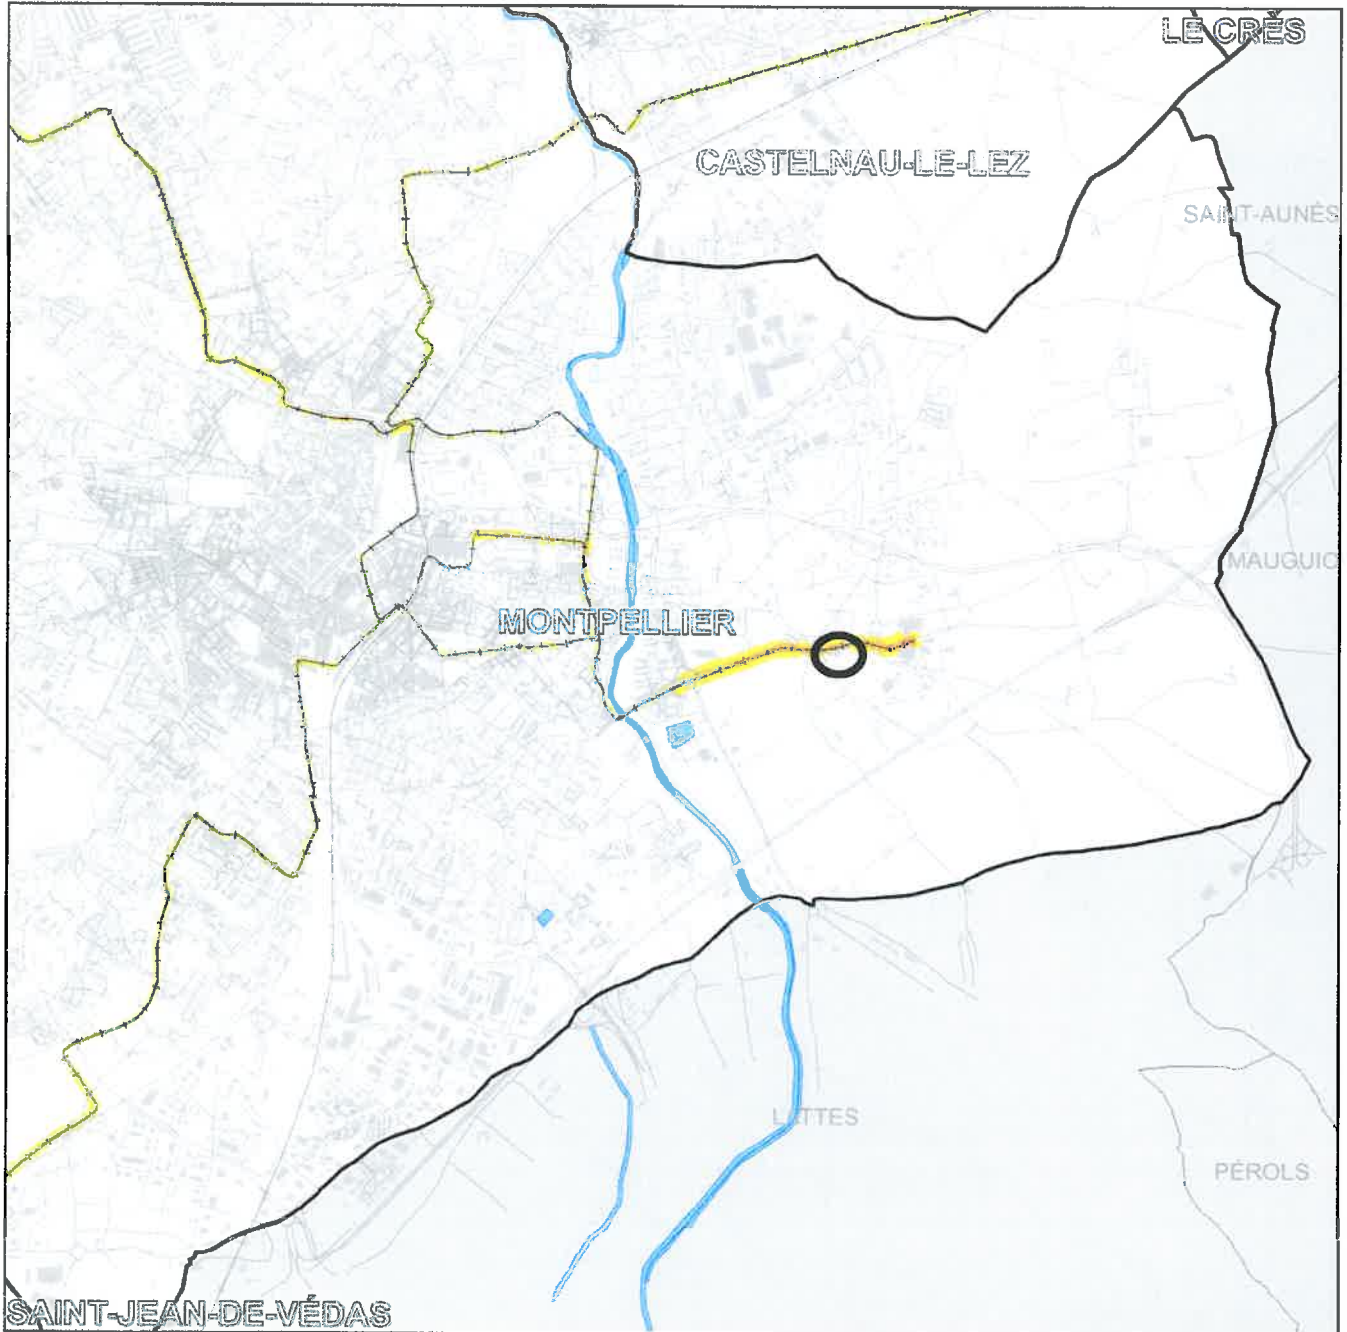 LE CRÈS
CASTELNAU-LE-LEZ
SAINT-AUNÈS
MAUGUIO
MONTPELLIER
LATTES
PÉROLS
SAINT-JEAN-DE-VÉDAS